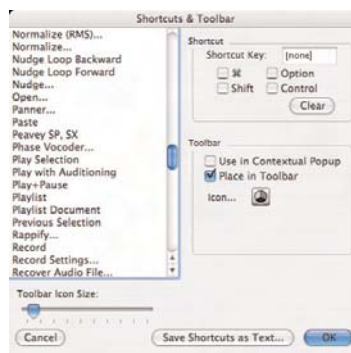 Shortcuts & Toolbar
Normalize (RMS)...
Normalize...
Nudge Loop Backward
Nudge Loop Forward
Nudge...
Open...
Panner...
Paste
Peavey SP, SX
Phase Vocoder...
Play Selection
Play with Auditioning
Play+Pause
Playlist
Playlist Document
Previous Selection
Rappify...
Record
Record Settings...
Recover Audio File...
Shortcut
Shortcut Key: [none]
⌘ Option
Shift Control
Clear
Toolbar
Use in Contextual Popup
Place in Toolbar
Icon...
Toolbar Icon Size:
Cancel Save Shortcuts as Text... OK